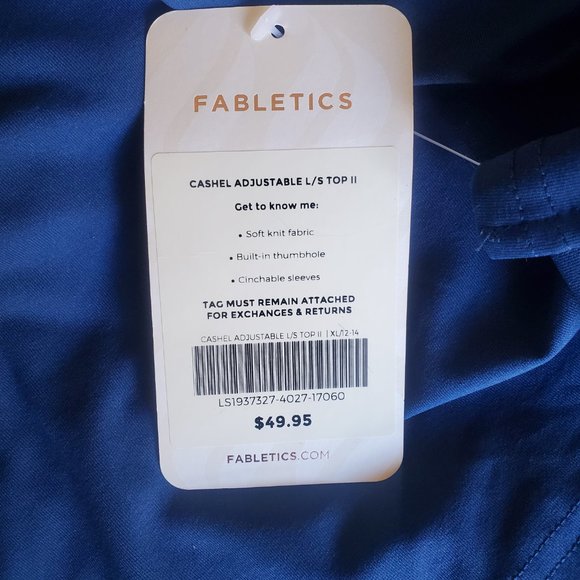 FABLETICS
CASHEL ADJUSTABLE L/S TOP II
Get to know me:
• Soft knit fabric
• Built-in thumbhole
• Cinchable sleeves
TAG MUST REMAIN ATTACHED
FOR EXCHANGES & RETURNS
CASHEL ADJUSTABLE L/S TOP II | XL/12-14
LS1937327-4027-17060
$49.95
FABLETICS.COM